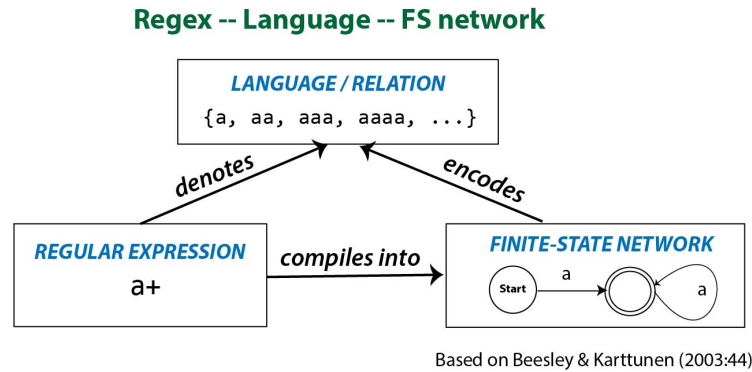 Regex -- Language -- FS network
LANGUAGE / RELATION
{a, aa, aaa, aaaa, ...}
denotes
encodes
REGULAR EXPRESSION
a+
compiles into
FINITE-STATE NETWORK
Start
a
a
Based on Beesley & Karttunen (2003:44)